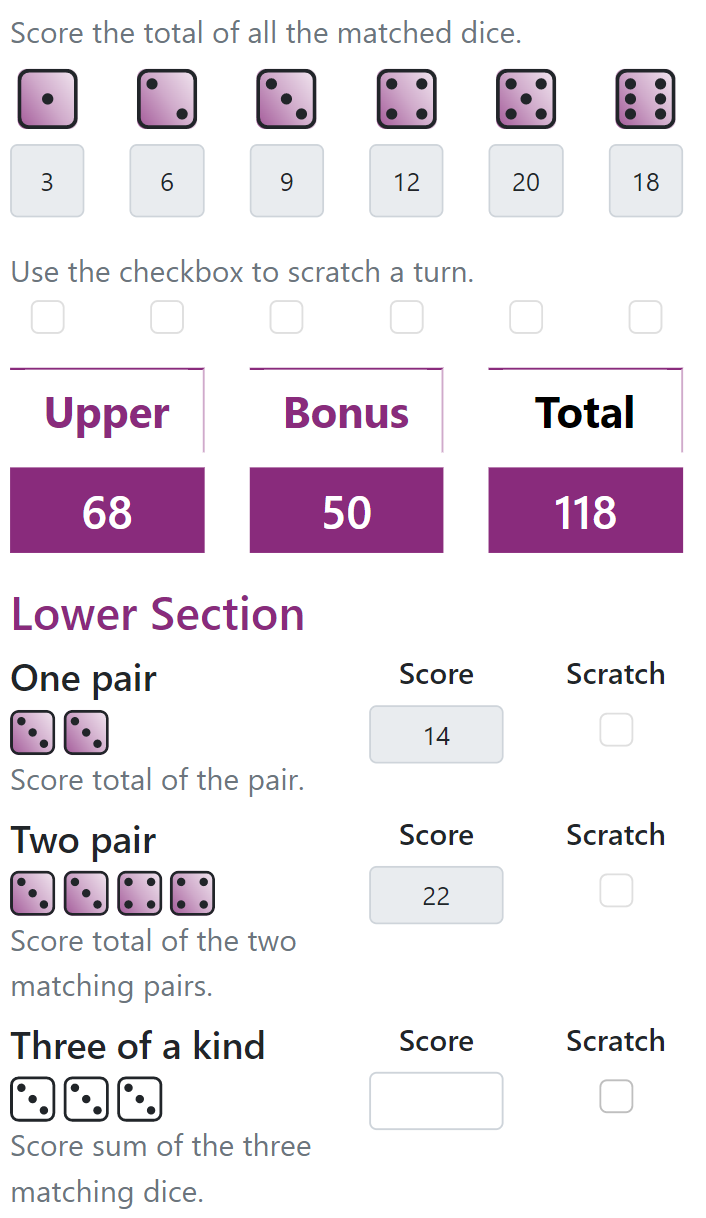 Score the total of all the matched dice.
3 6 9 12 20 18
Use the checkbox to scratch a turn.
Upper Bonus Total
68 50 118
Lower Section
One pair Score Scratch
14
Score total of the pair.
Two pair Score Scratch
22
Score total of the two
matching pairs.
Three of a kind Score Scratch
Score sum of the three
matching dice.